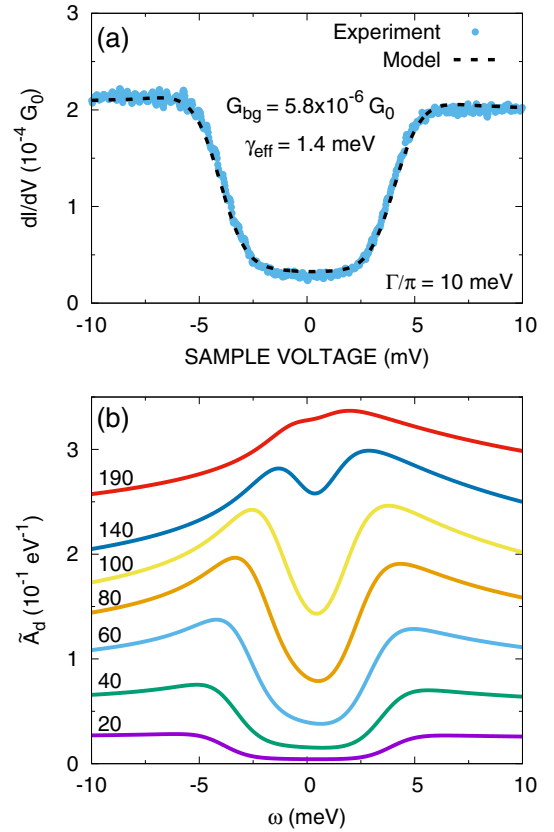 (a)
Experiment
Model
G_bg = 5.8x10^-6 G_0
γ_eff = 1.4 meV
Γ/π = 10 meV
dI/dV (10^-4 G_0)
3
2
1
0
-10 -5 0 5 10
SAMPLE VOLTAGE (mV)
(b)
190
140
100
80
60
40
20
Ã_d (10^-1 eV^-1)
3
2
1
0
-10 -5 0 5 10
ω (meV)